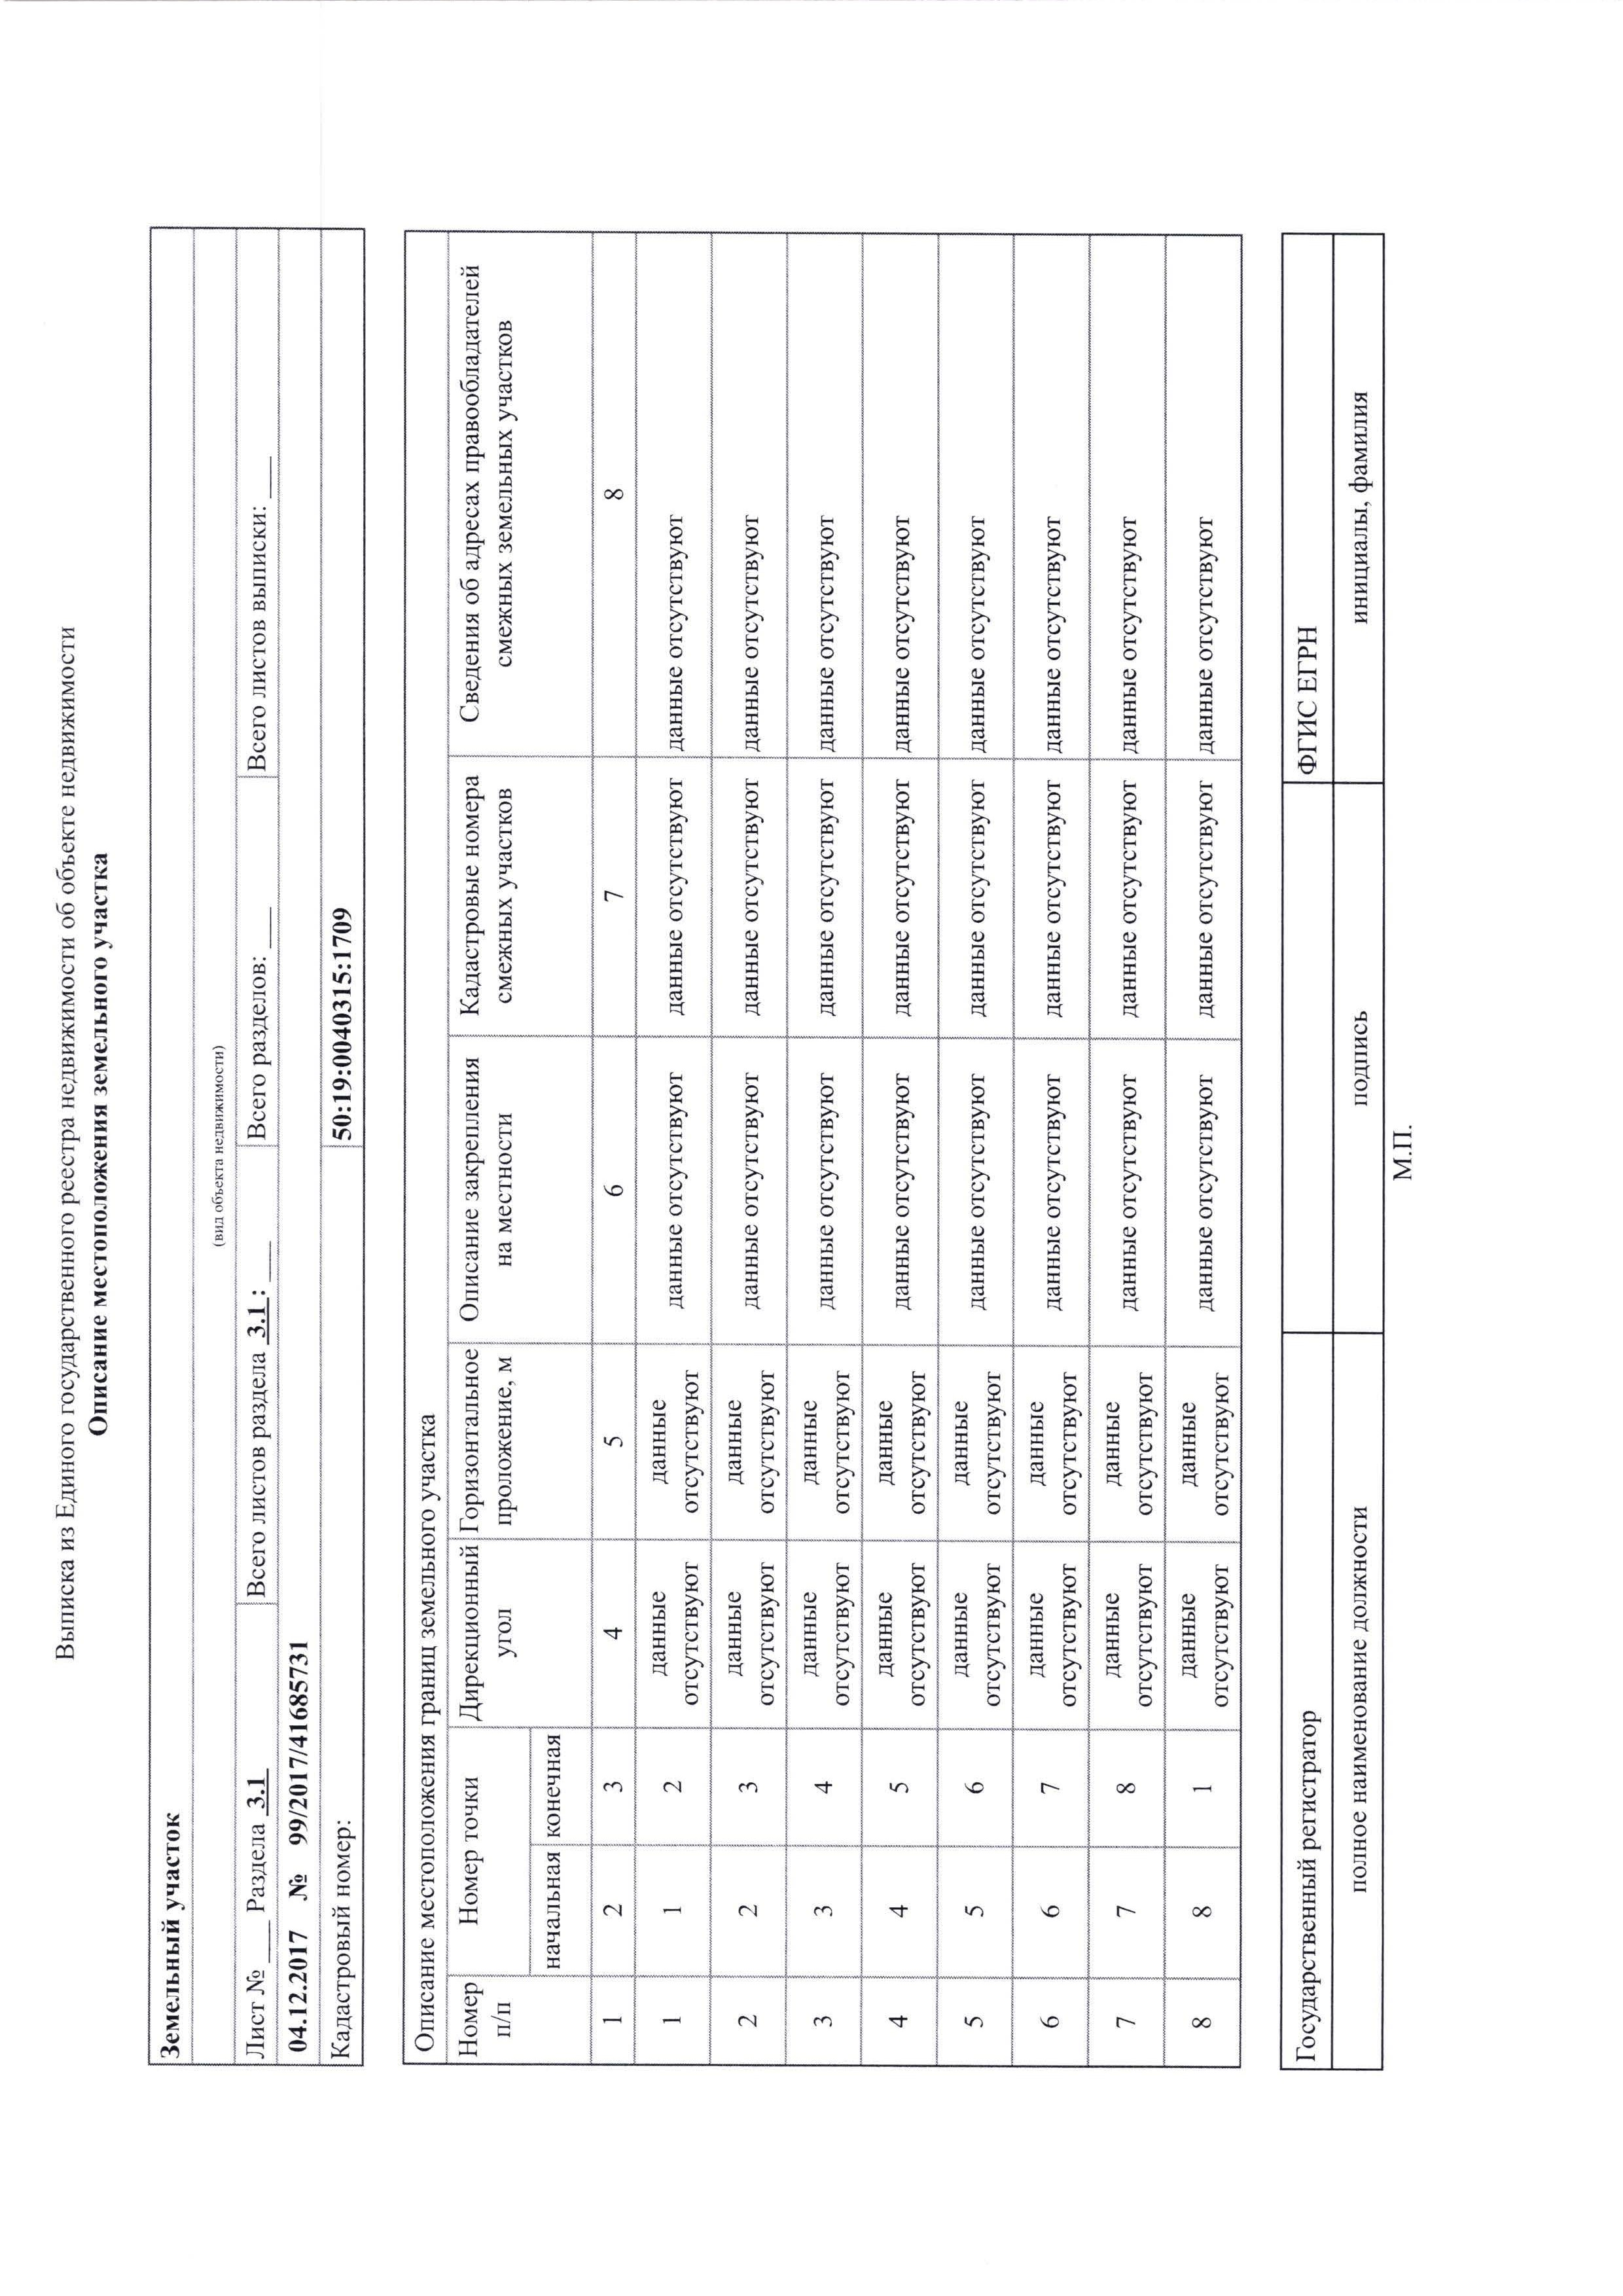 Выписка из Единого государственного реестра недвижимости об объекте недвижимости
Описание местоположения земельного участка
Земельный участок
(вид объекта недвижимости)
Лист № ___ Раздела 3.1 Всего листов раздела 3.1 : ___ Всего разделов: ___ Всего листов выписки: ___
04.12.2017 № 99/2017/41685731
Кадастровый номер: 50:19:0040315:1709
Описание местоположения границ земельного участка
Номер п/п Номер точки Дирекционный угол Горизонтальное проложение, м Описание закрепления на местности Кадастровые номера смежных участков Сведения об адресах правообладателей смежных земельных участков
начальная конечная
1 2 3 4 5 6 7 8
1 1 2 данные отсутствуют данные отсутствуют данные отсутствуют данные отсутствуют данные отсутствуют
2 2 3 данные отсутствуют данные отсутствуют данные отсутствуют данные отсутствуют данные отсутствуют
3 3 4 данные отсутствуют данные отсутствуют данные отсутствуют данные отсутствуют данные отсутствуют
4 4 5 данные отсутствуют данные отсутствуют данные отсутствуют данные отсутствуют данные отсутствуют
5 5 6 данные отсутствуют данные отсутствуют данные отсутствуют данные отсутствуют данные отсутствуют
6 6 7 данные отсутствуют данные отсутствуют данные отсутствуют данные отсутствуют данные отсутствуют
7 7 8 данные отсутствуют данные отсутствуют данные отсутствуют данные отсутствуют данные отсутствуют
8 8 1 данные отсутствуют данные отсутствуют данные отсутствуют данные отсутствуют данные отсутствуют
Государственный регистратор ФГИС ЕГРН
полное наименование должности подпись инициалы, фамилия
М.П.